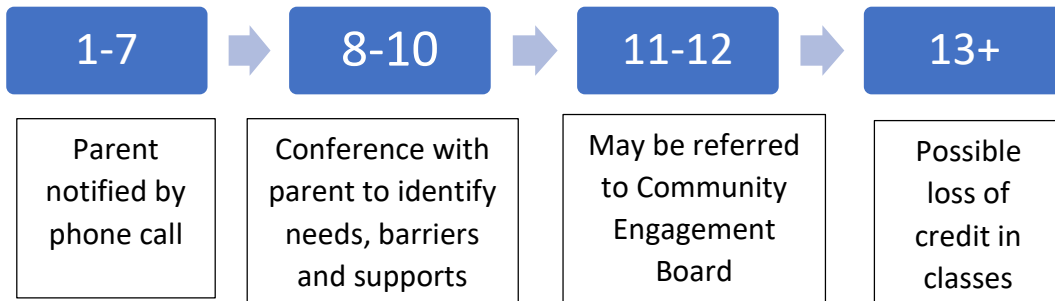 1-7
8-10
11-12
13+
Parent
notified by
phone call
Conference with
parent to identify
needs, barriers
and supports
May be referred
to Community
Engagement
Board
Possible
loss of
credit in
classes